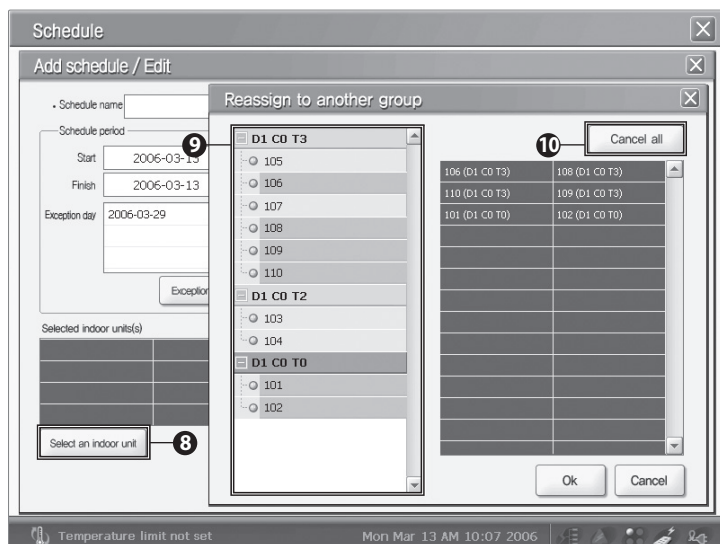 Schedule
Add schedule / Edit
• Schedule name
Schedule period
Start 2006-03-13
Finish 2006-03-13
Exception day 2006-03-29
Exception
Selected indoor units(s)
Select an indoor unit
8
Reassign to another group
9
D1 C0 T3
105
106
107
108
109
110
D1 C0 T2
103
104
D1 C0 T0
101
102
10
Cancel all
106 (D1 C0 T3) 108 (D1 C0 T3)
110 (D1 C0 T3) 109 (D1 C0 T3)
101 (D1 C0 T0) 102 (D1 C0 T0)
Ok Cancel
Temperature limit not set Mon Mar 13 AM 10:07 2006